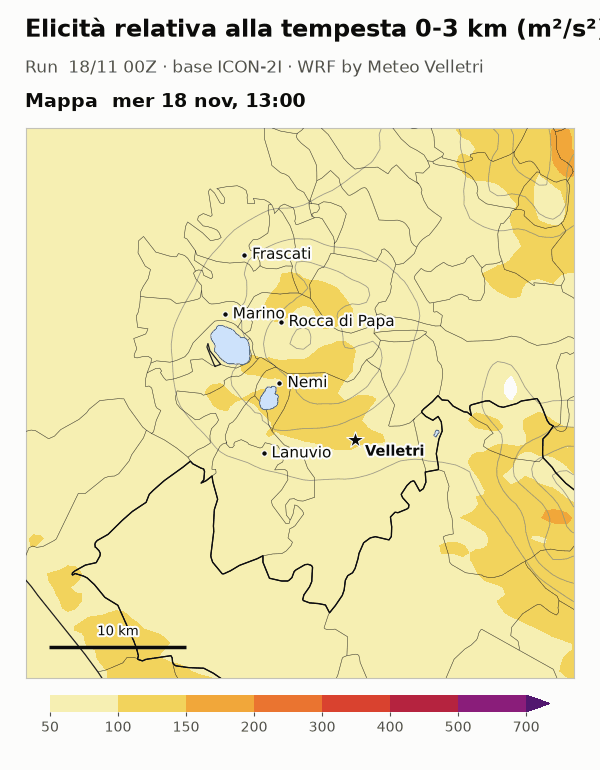 Elicità relativa alla tempesta 0-3 km (m²/s²)
Run 18/11 00Z · base ICON-2I · WRF by Meteo Velletri
Mappa mer 18 nov, 13:00
Frascati
Marino
Rocca di Papa
Nemi
Velletri
Lanuvio
10 km
50 100 150 200 300 400 500 700